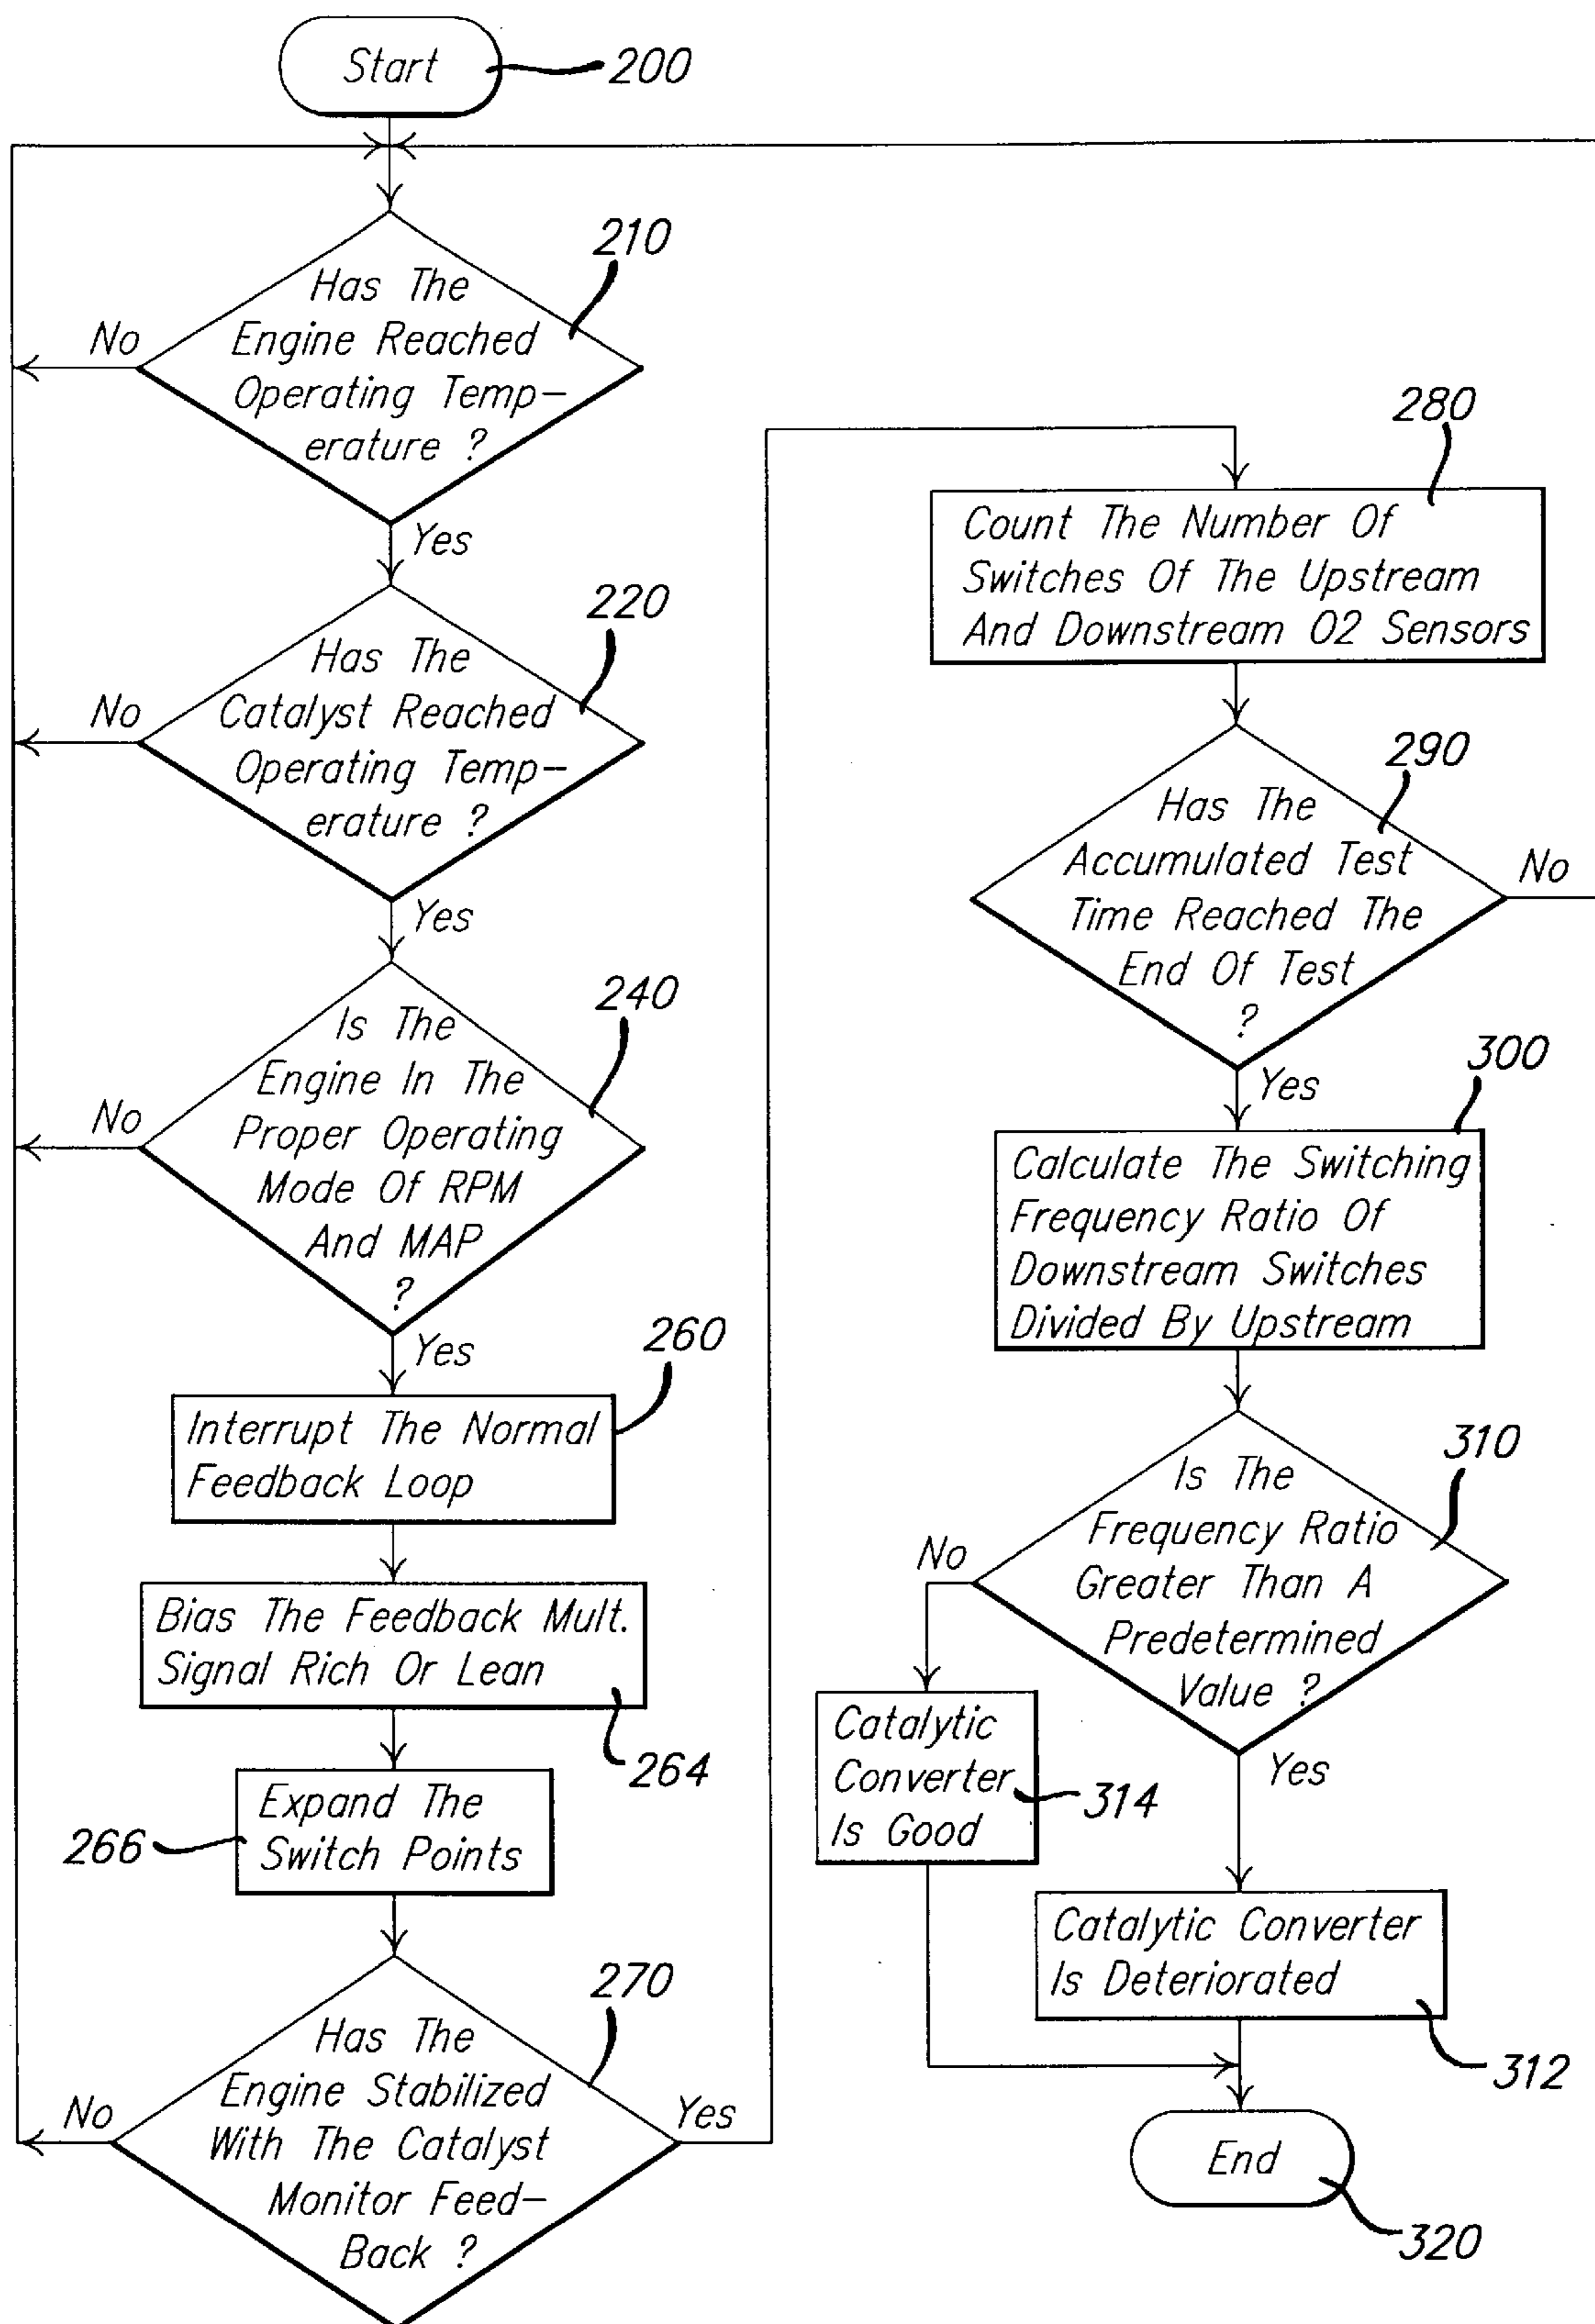 Start
200
210
Has The
Engine Reached
Operating Temp-
erature ?
No
Yes
220
Has The
Catalyst Reached
Operating Temp-
erature ?
No
Yes
240
Is The
Engine In The
Proper Operating
Mode Of RPM
And MAP
?
No
Yes
260
Interrupt The Normal
Feedback Loop
Bias The Feedback Mult.
Signal Rich Or Lean
264
Expand The
Switch Points
266
270
Has The
Engine Stabilized
With The Catalyst
Monitor Feed-
Back ?
No
Yes
280
Count The Number Of
Switches Of The Upstream
And Downstream O2 Sensors
290
Has The
Accumulated Test
Time Reached The
End Of Test
?
No
Yes
300
Calculate The Switching
Frequency Ratio Of
Downstream Switches
Divided By Upstream
310
Is The
Frequency Ratio
Greater Than A
Predetermined
Value ?
No
Yes
Catalytic
Converter
Is Good
314
Catalytic Converter
Is Deteriorated
312
End
320